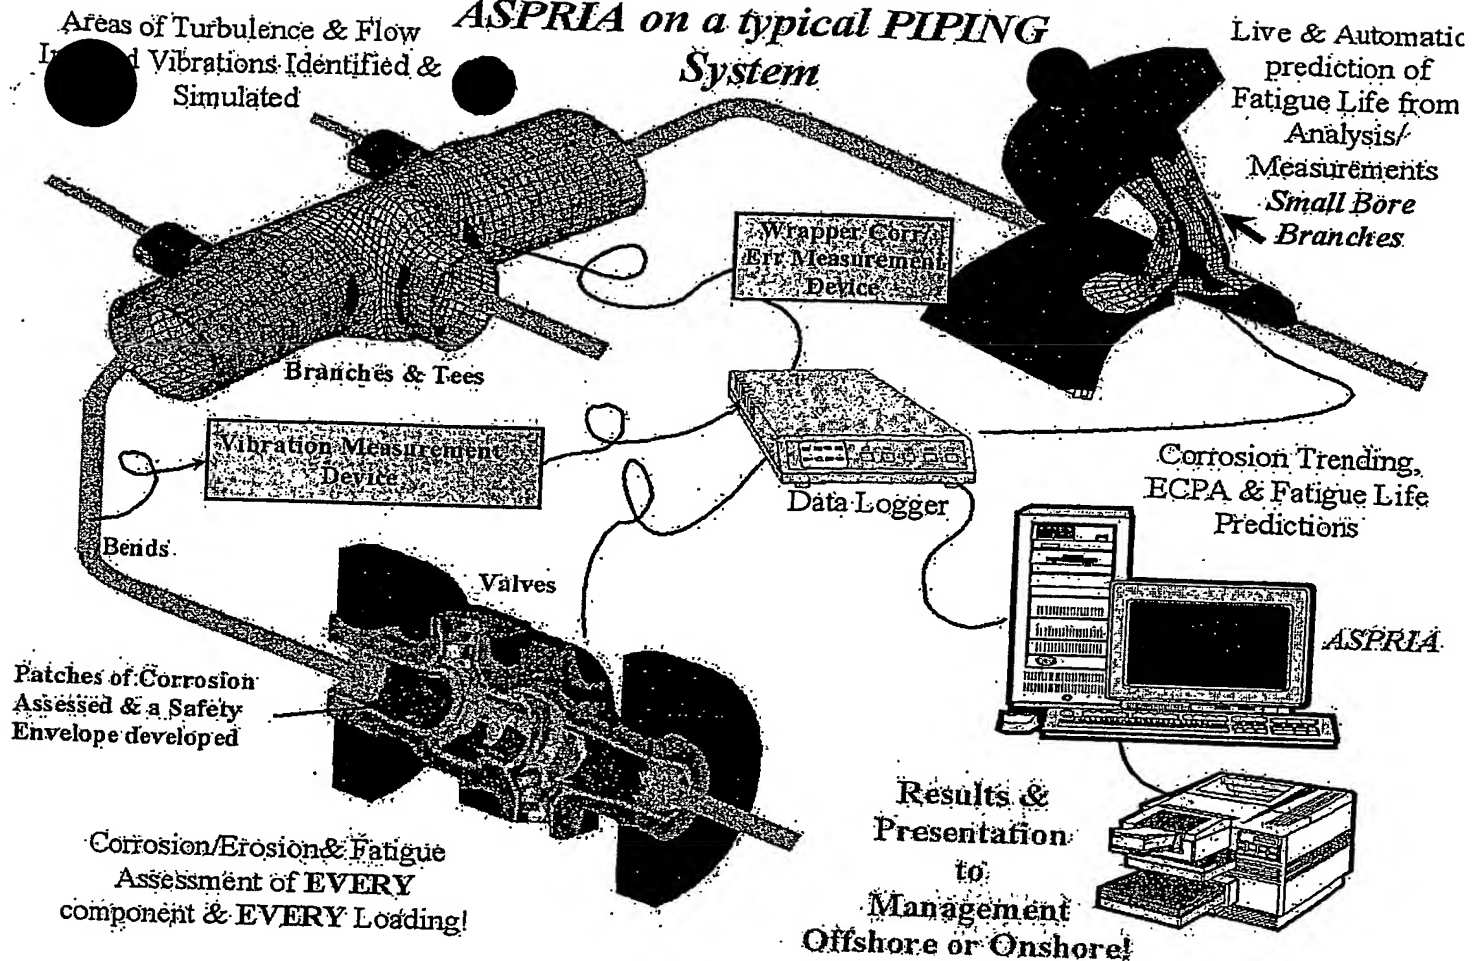 ASPRIA on a typical PIPING
System
Areas of Turbulence & Flow
Vibrations Identified &
Simulated
Live & Automatic
prediction of
Fatigue Life from
Analysis/
Measurements
Small Bore
Branches
Wrapper Corr/
Err Measurement
Device
Branches & Tees
Vibration Measurement
Device
Data Logger
Corrosion Trending,
ECPA & Fatigue Life
Predictions
Bends
Valves
ASPRIA
Patches of Corrosion
Assessed & a Safety
Envelope developed
Results &
Presentation
to
Management
Offshore or Onshore!
Corrosion/Erosion & Fatigue
Assessment of EVERY
component & EVERY Loading!